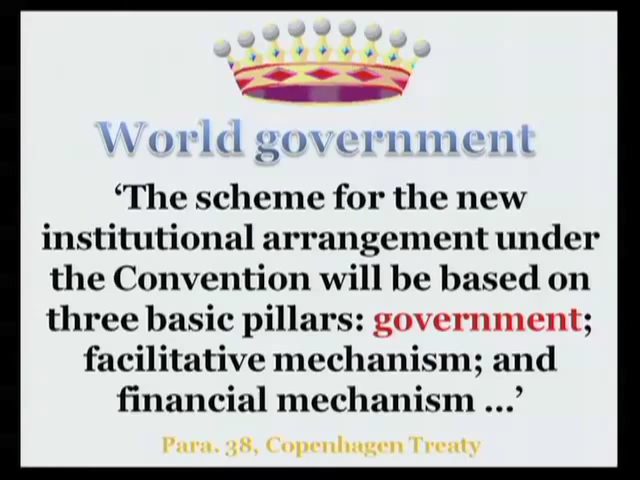 World government
‘The scheme for the new
institutional arrangement under
the Convention will be based on
three basic pillars: government;
facilitative mechanism; and
financial mechanism ...’
Para. 38, Copenhagen Treaty